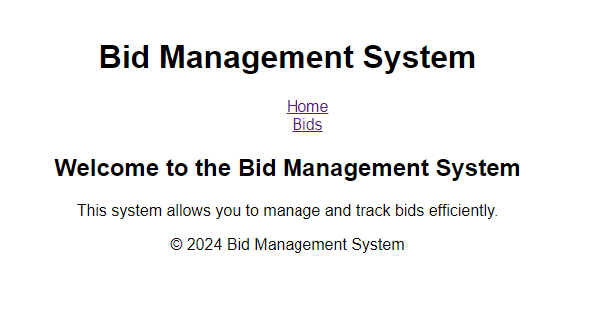 Bid Management System
Home
Bids
Welcome to the Bid Management System
This system allows you to manage and track bids efficiently.
© 2024 Bid Management System